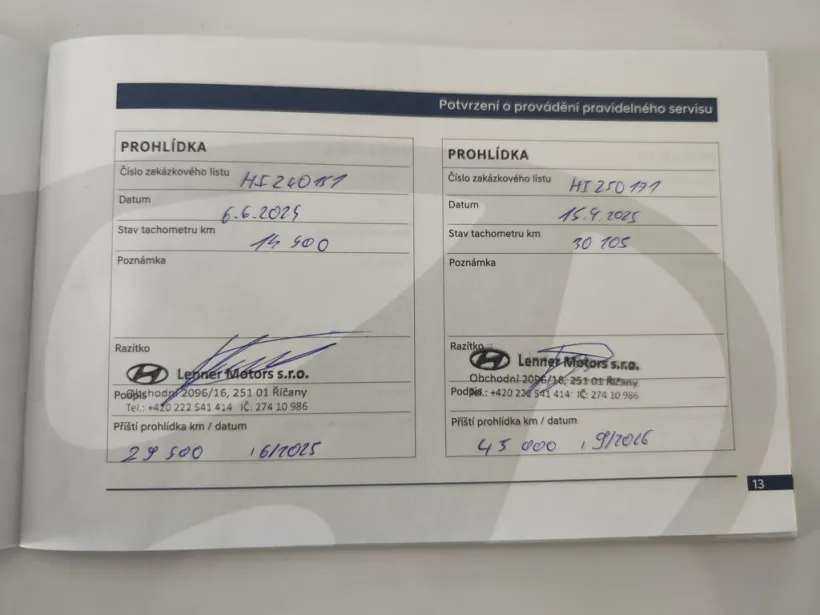 Potvrzení o provádění pravidelného servisu
PROHLÍDKA
Číslo zakázkového listu HI240151
Datum 6.6.2024
Stav tachometru km 14 500
Poznámka
Razítko
Lenner Motors s.r.o.
Obchodní 2096/16, 251 01 Říčany
Podpis
Tel.: +420 222 541 414 IČ: 274 10 986
Příští prohlídka km / datum
29 500 , 6/2025
PROHLÍDKA
Číslo zakázkového listu HI250171
Datum 15.9.2025
Stav tachometru km 30 105
Poznámka
Razítko
Lenner Motors s.r.o.
Obchodní 2096/16, 251 01 Říčany
Podpis
Tel.: +420 222 541 414 IČ: 274 10 986
Příští prohlídka km / datum
45 000 , 9/2026
13